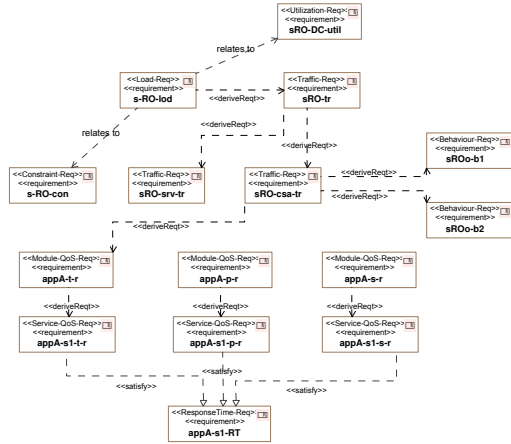 <<Utilization-Req>>
<<requirement>>
sRO-DC-util
relates to
<<Load-Req>>
<<requirement>>
s-RO-lod
<<deriveReqt>>
<<Traffic-Req>>
<<requirement>>
sRO-tr
relates to
<<deriveReqt>>
<<deriveReqt>>
<<Behaviour-Req>>
<<requirement>>
sROo-b1
<<Constraint-Req>>
<<requirement>>
s-RO-con
<<Traffic-Req>>
<<requirement>>
s-RO-srv-tr
<<Traffic-Req>>
<<requirement>>
sRO-csa-tr
<<deriveReqt>>
<<deriveReqt>>
<<Behaviour-Req>>
<<requirement>>
sROo-b2
<<deriveReqt>>
<<Module-QoS-Req>>
<<requirement>>
appA-t-r
<<Module-QoS-Req>>
<<requirement>>
appA-p-r
<<Module-QoS-Req>>
<<requirement>>
appA-s-r
<<deriveReqt>>
<<deriveReqt>>
<<deriveReqt>>
<<Service-QoS-Req>>
<<requirement>>
appA-s1-t-r
<<Service-QoS-Req>>
<<requirement>>
appA-s1-p-r
<<Service-QoS-Req>>
<<requirement>>
appA-s1-s-r
<<satisfy>>
<<satisfy>>
<<satisfy>>
<<ResponseTime-Req>>
<<requirement>>
appA-s1-RT